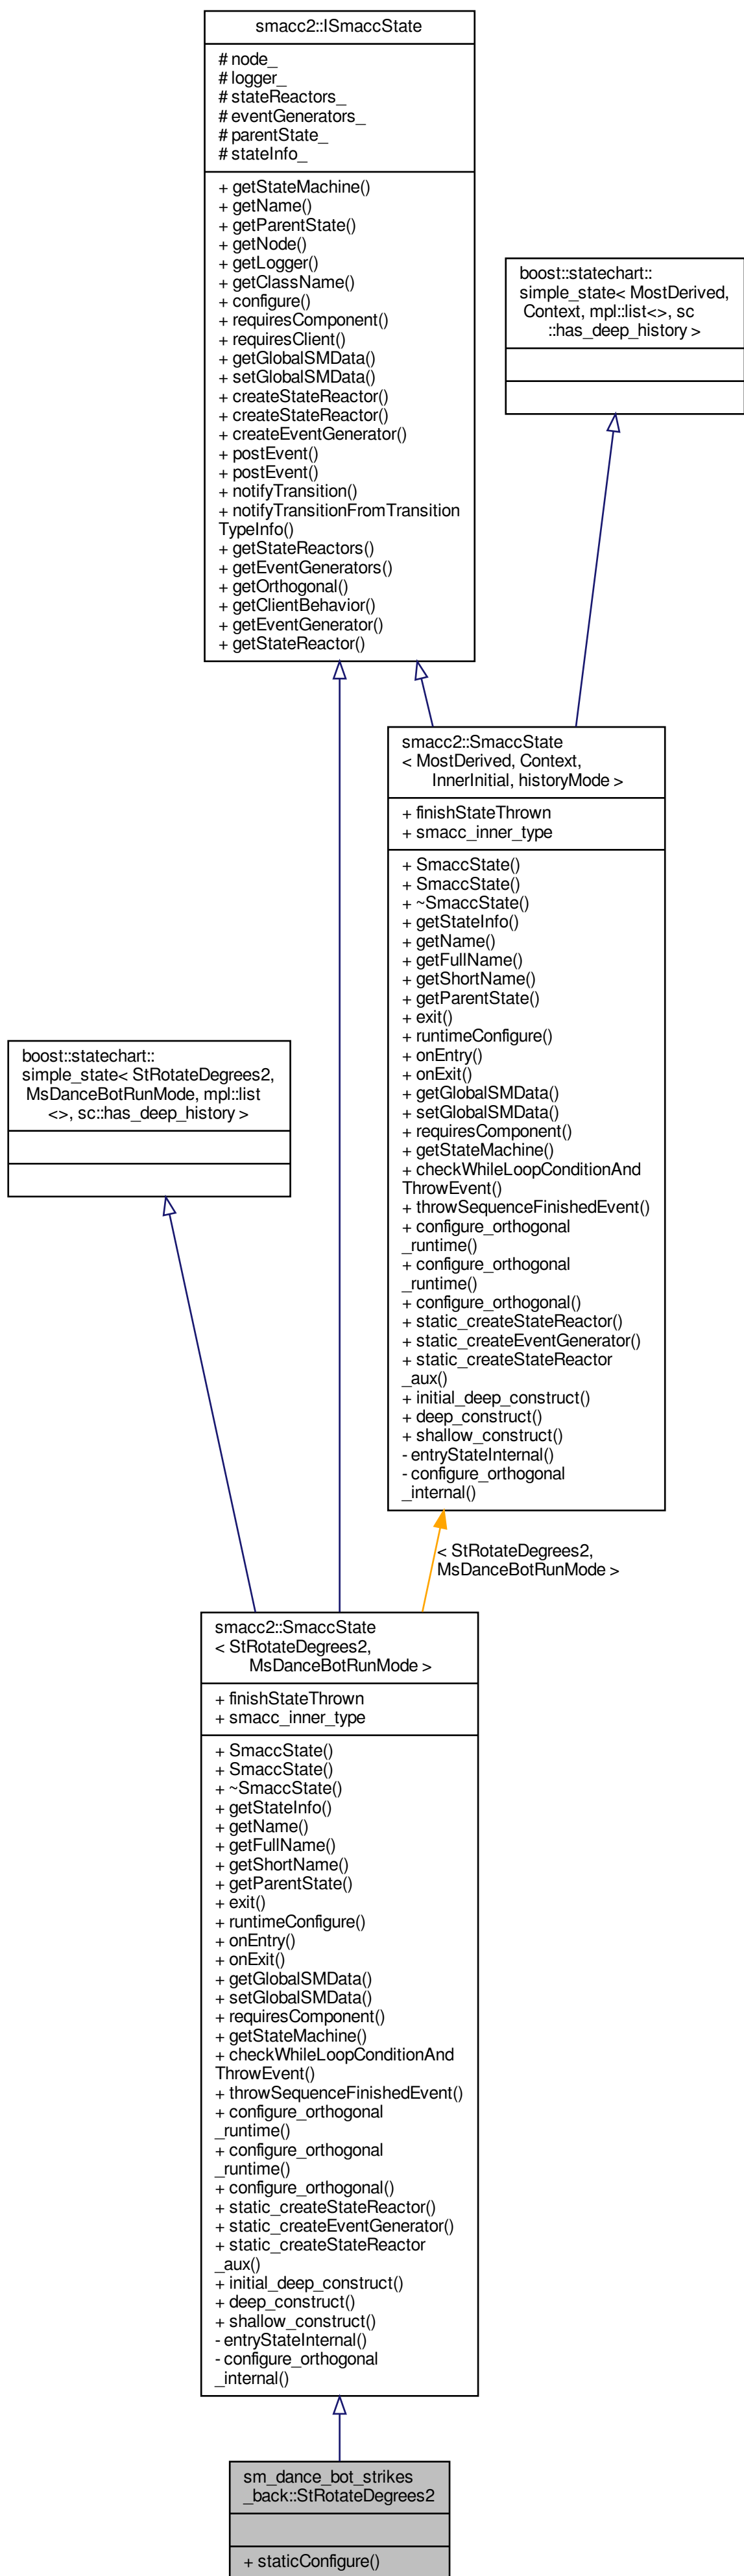 smacc2::ISmaccState
# node_
# logger_
# stateReactors_
# eventGenerators_
# parentState_
# stateInfo_
+ getStateMachine()
+ getName()
+ getParentState()
+ getNode()
+ getLogger()
+ getClassName()
+ configure()
+ requiresComponent()
+ requiresClient()
+ getGlobalSMData()
+ setGlobalSMData()
+ createStateReactor()
+ createStateReactor()
+ createEventGenerator()
+ postEvent()
+ postEvent()
+ notifyTransition()
+ notifyTransitionFromTransition
TypeInfo()
+ getStateReactors()
+ getEventGenerators()
+ getOrthogonal()
+ getClientBehavior()
+ getEventGenerator()
+ getStateReactor()
boost::statechart::
simple_state< MostDerived,
Context, mpl::list<>, sc
::has_deep_history >
smacc2::SmaccState
< MostDerived, Context,
InnerInitial, historyMode >
+ finishStateThrown
+ smacc_inner_type
+ SmaccState()
+ SmaccState()
+ ~SmaccState()
+ getStateInfo()
+ getName()
+ getFullName()
+ getShortName()
+ getParentState()
+ exit()
+ runtimeConfigure()
+ onEntry()
+ onExit()
+ getGlobalSMData()
+ setGlobalSMData()
+ requiresComponent()
+ getStateMachine()
+ checkWhileLoopConditionAnd
ThrowEvent()
+ throwSequenceFinishedEvent()
+ configure_orthogonal
_runtime()
+ configure_orthogonal
_runtime()
+ configure_orthogonal()
+ static_createStateReactor()
+ static_createEventGenerator()
+ static_createStateReactor
_aux()
+ initial_deep_construct()
+ deep_construct()
+ shallow_construct()
- entryStateInternal()
- configure_orthogonal
_internal()
boost::statechart::
simple_state< StRotateDegrees2,
MsDanceBotRunMode, mpl::list
<>, sc::has_deep_history >
< StRotateDegrees2,
MsDanceBotRunMode >
smacc2::SmaccState
< StRotateDegrees2,
MsDanceBotRunMode >
+ finishStateThrown
+ smacc_inner_type
+ SmaccState()
+ SmaccState()
+ ~SmaccState()
+ getStateInfo()
+ getName()
+ getFullName()
+ getShortName()
+ getParentState()
+ exit()
+ runtimeConfigure()
+ onEntry()
+ onExit()
+ getGlobalSMData()
+ setGlobalSMData()
+ requiresComponent()
+ getStateMachine()
+ checkWhileLoopConditionAnd
ThrowEvent()
+ throwSequenceFinishedEvent()
+ configure_orthogonal
_runtime()
+ configure_orthogonal
_runtime()
+ configure_orthogonal()
+ static_createStateReactor()
+ static_createEventGenerator()
+ static_createStateReactor
_aux()
+ initial_deep_construct()
+ deep_construct()
+ shallow_construct()
- entryStateInternal()
- configure_orthogonal
_internal()
sm_dance_bot_strikes
_back::StRotateDegrees2
+ staticConfigure()